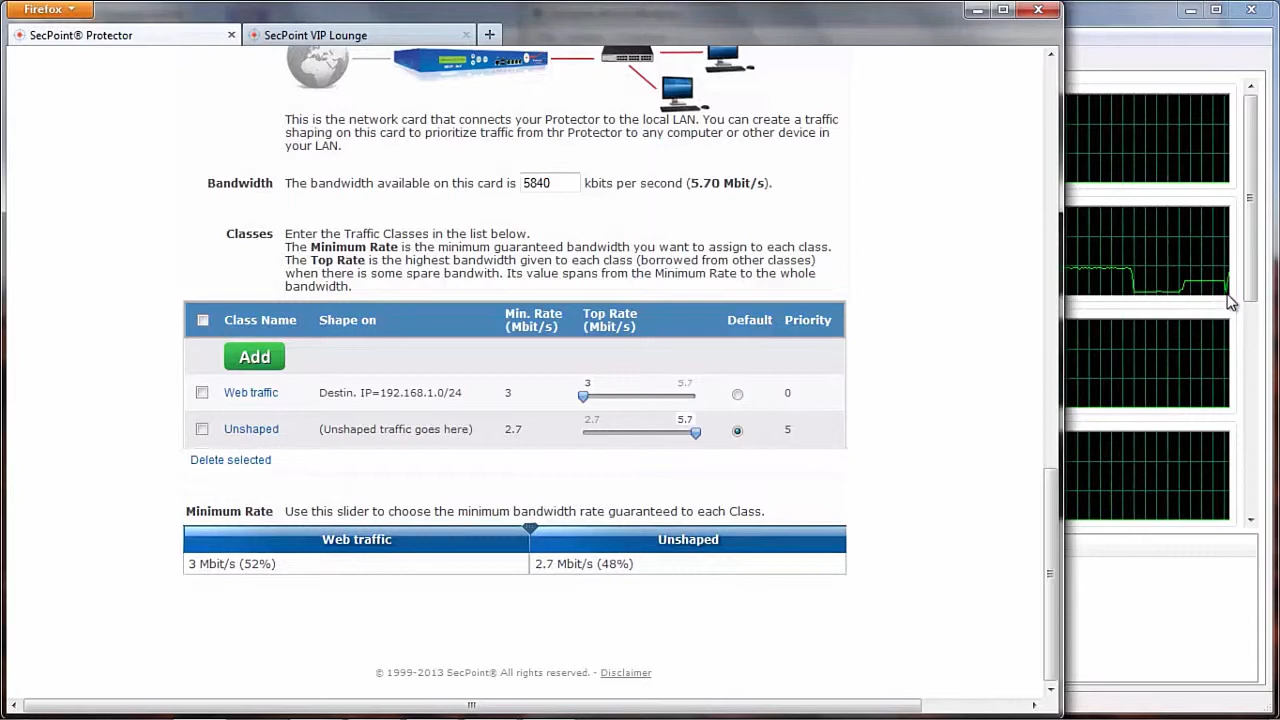 Firefox
SecPoint® Protector
SecPoint VIP Lounge
This is the network card that connects your Protector to the local LAN. You can create a traffic
shaping on this card to prioritize traffic from thr Protector to any computer or other device in
your LAN.
Bandwidth The bandwidth available on this card is 5840 kbits per second (5.70 Mbit/s).
Classes Enter the Traffic Classes in the list below.
The Minimum Rate is the minimum guaranteed bandwidth you want to assign to each class.
The Top Rate is the highest bandwidth given to each class (borrowed from other classes)
when there is some spare bandwith. Its value spans from the Minimum Rate to the whole
bandwidth.
Class Name Shape on Min. Rate (Mbit/s) Top Rate (Mbit/s) Default Priority
Add
Web traffic Destin. IP=192.168.1.0/24 3 3 5.7 0
Unshaped (Unshaped traffic goes here) 2.7 2.7 5.7 5
Delete selected
Minimum Rate Use this slider to choose the minimum bandwidth rate guaranteed to each Class.
Web traffic Unshaped
3 Mbit/s (52%) 2.7 Mbit/s (48%)
© 1999-2013 SecPoint® All rights reserved. - Disclaimer